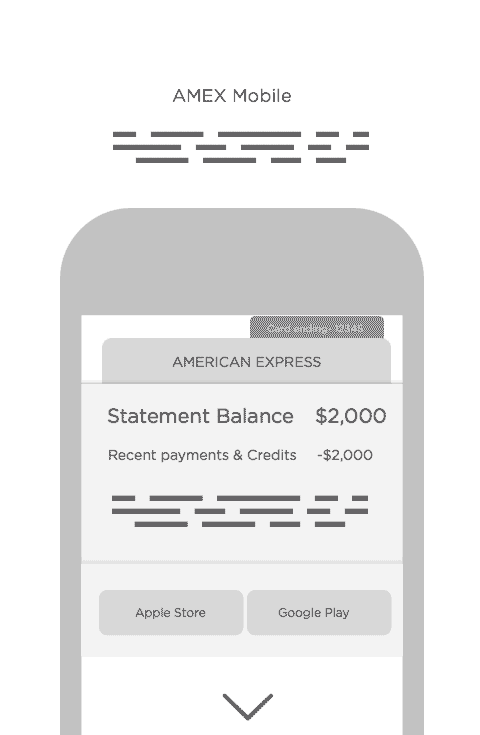 AMEX Mobile
Card ending- 12345
AMERICAN EXPRESS
Statement Balance $2,000
Recent payments & Credits -$2,000
Apple Store Google Play